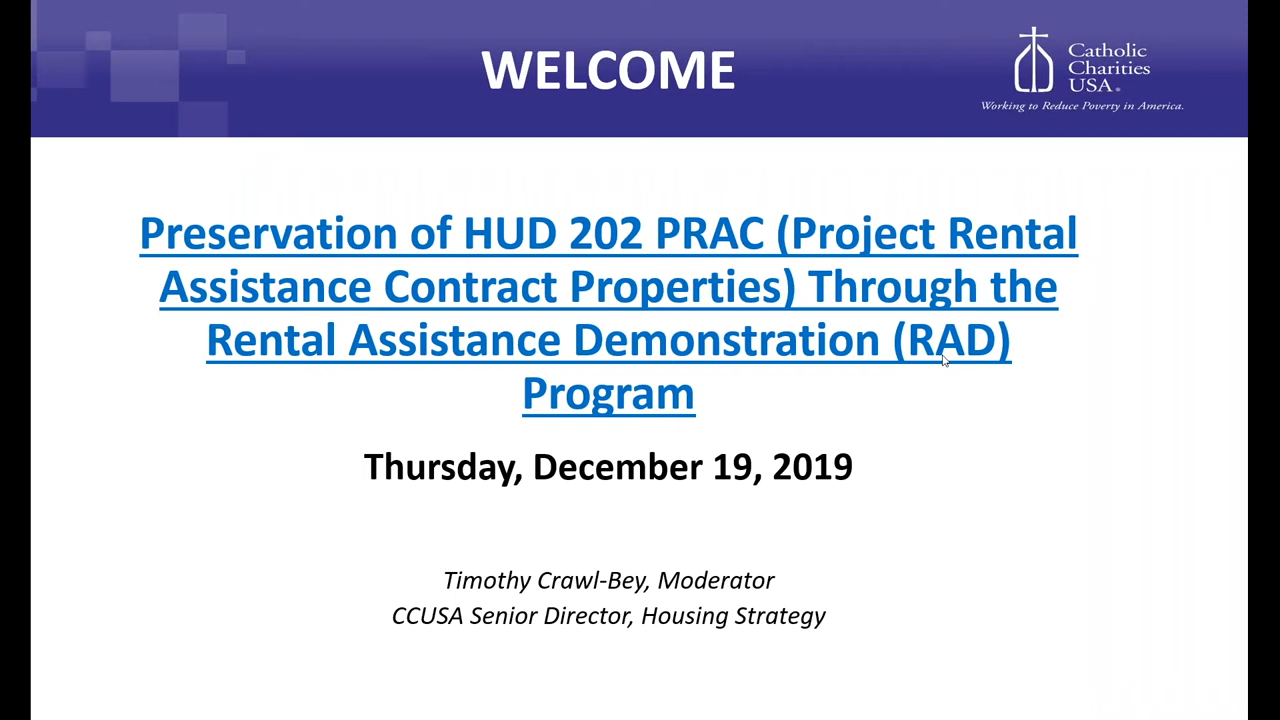 WELCOME
Catholic
Charities
USA®
Working to Reduce Poverty in America.
Preservation of HUD 202 PRAC (Project Rental
Assistance Contract Properties) Through the
Rental Assistance Demonstration (RAD)
Program
Thursday, December 19, 2019
Timothy Crawl-Bey, Moderator
CCUSA Senior Director, Housing Strategy